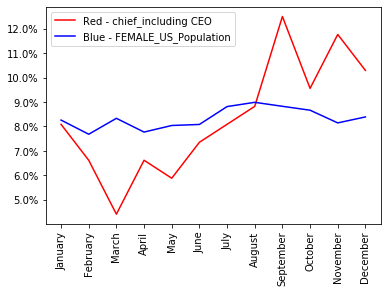 Red - chief_including CEO
Blue - FEMALE_US_Population
12.0%
11.0%
10.0%
9.0%
8.0%
7.0%
6.0%
5.0%
January
February
March
April
May
June
July
August
September
October
November
December